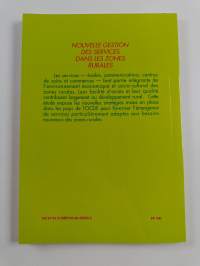 NOUVELLE GESTION
DES SERVICES
DANS LES ZONES
RURALES
Les services — écoles, communications, centres
de soins et commerces — font partie intégrante de
l'environnement économique et socio-culturel des
zones rurales. Leur facilité d'accès et leur qualité
contribuent largement au développement rural. Cette
étude expose les nouvelles stratégies mises en place
dans les pays de l'OCDE pour favoriser l'émergence
de services particulièrement adaptés aux besoins
nouveaux des zones rurales.